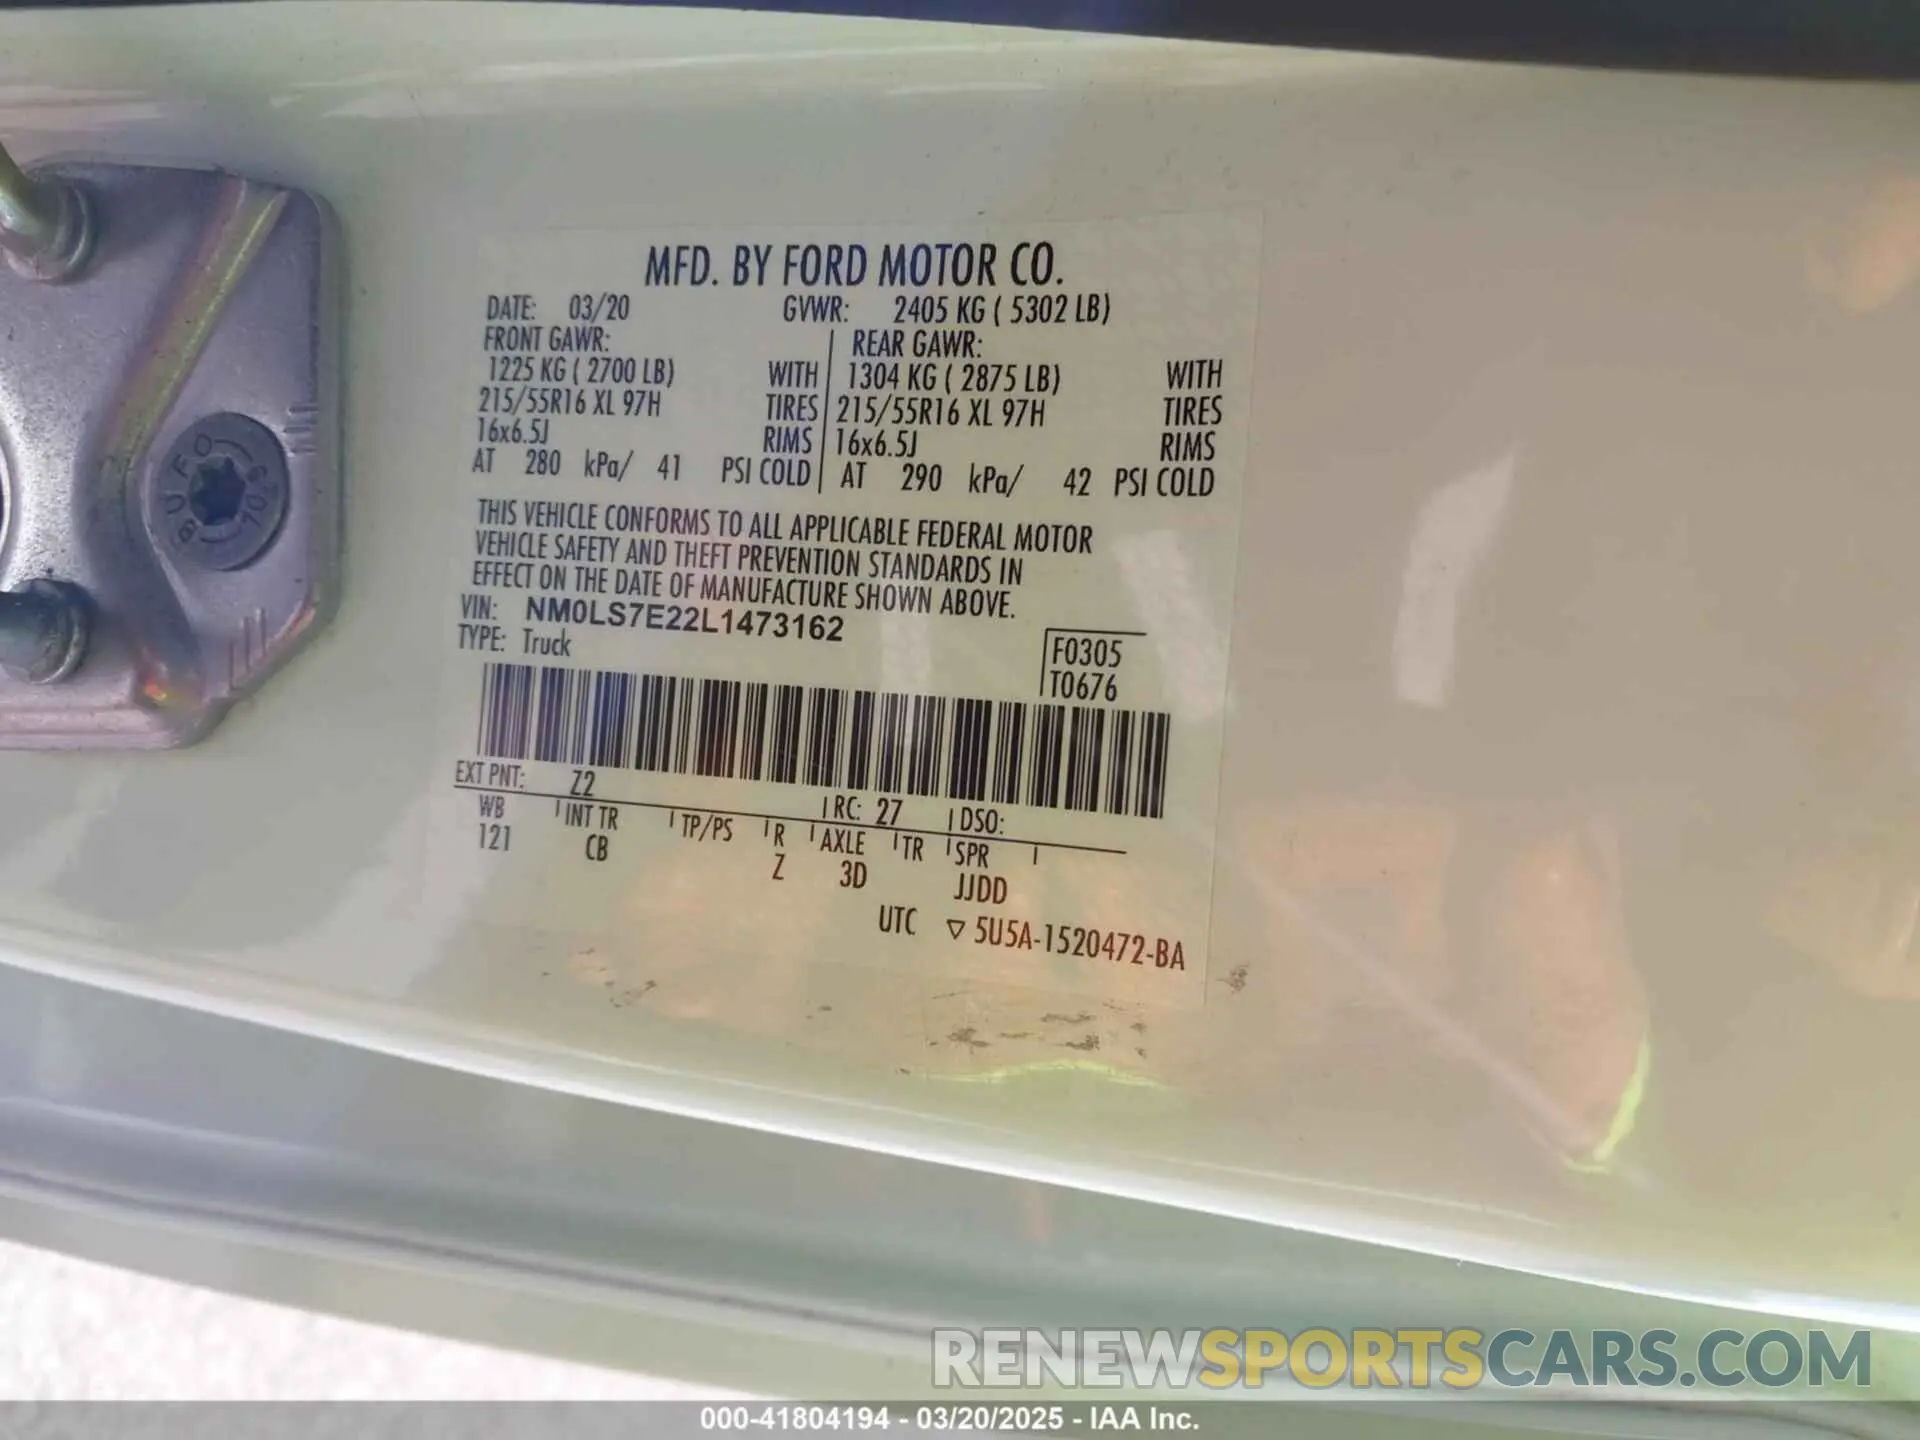 MFD. BY FORD MOTOR CO.
DATE: 03/20 GVWR: 2405 KG ( 5302 LB)
FRONT GAWR: REAR GAWR:
1225 KG ( 2700 LB) WITH 1304 KG ( 2875 LB) WITH
215/55R16 XL 97H TIRES 215/55R16 XL 97H TIRES
16x6.5J RIMS 16x6.5J RIMS
AT 280 kPa/ 41 PSI COLD AT 290 kPa/ 42 PSI COLD
THIS VEHICLE CONFORMS TO ALL APPLICABLE FEDERAL MOTOR
VEHICLE SAFETY AND THEFT PREVENTION STANDARDS IN
EFFECT ON THE DATE OF MANUFACTURE SHOWN ABOVE.
VIN: NM0LS7E22L1473162
TYPE: Truck
F0305
T0676
EXT PNT: Z2 RC: 27 DSO:
WB INT TR TP/PS R AXLE TR SPR
121 CB Z 3D JJDD
UTC ▽ 5U5A-1520472-BA
BUFO
RENEWSPORTSCARS.COM
000-41804194 - 03/20/2025 - IAA Inc.